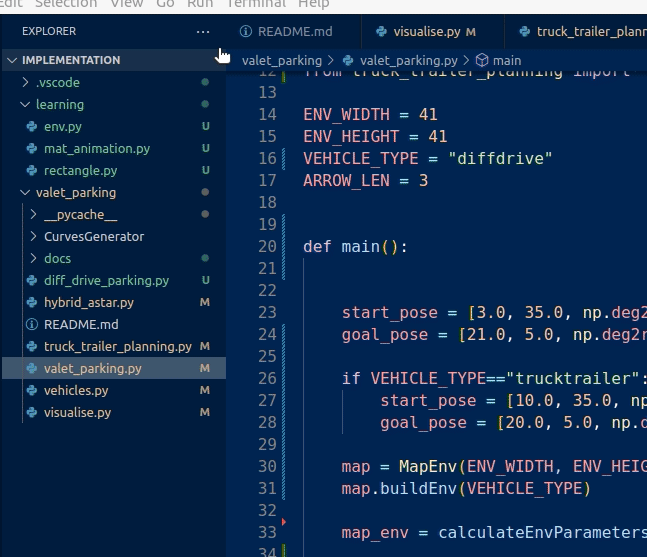 Edit Selection View Go Run Terminal Help
EXPLORER ···
README.md
visualise.py M
truck_trailer_plann
IMPLEMENTATION
valet_parking > valet_parking.py > main
.vscode
learning
env.py U
mat_animation.py U
rectangle.py U
valet_parking
__pycache__
CurvesGenerator
docs
diff_drive_parking.py U
hybrid_astar.py M
README.md
truck_trailer_planning.py M
valet_parking.py M
vehicles.py M
visualise.py M
12 from truck_trailer_planning import
13
14 ENV_WIDTH = 41
15 ENV_HEIGHT = 41
16 VEHICLE_TYPE = "diffdrive"
17 ARROW_LEN = 3
18
19
20 def main():
21
22
23 start_pose = [3.0, 35.0, np.deg2
24 goal_pose = [21.0, 5.0, np.deg2r
25
26 if VEHICLE_TYPE=="trucktrailer":
27 start_pose = [10.0, 35.0, np
28 goal_pose = [20.0, 5.0, np.d
29
30 map = MapEnv(ENV_WIDTH, ENV_HEIG
31 map.buildEnv(VEHICLE_TYPE)
32
33 map_env = calculateEnvParameters
34